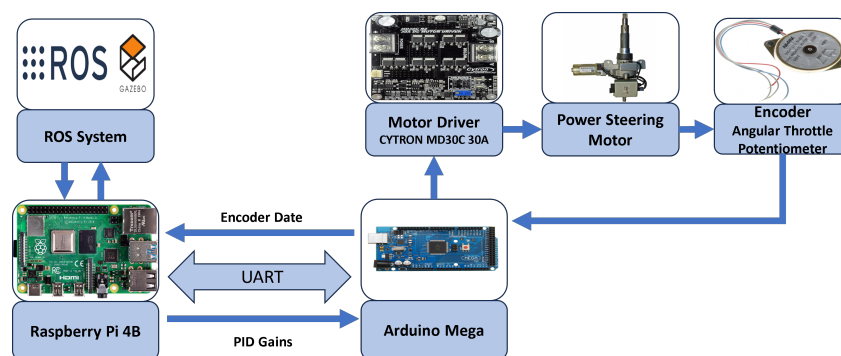 ROS
GAZEBO
ROS System
Motor Driver
CYTRON MD30C 30A
Power Steering
Motor
Encoder
Angular Throttle
Potentiometer
Encoder Date
UART
PID Gains
Raspberry Pi 4B
Arduino Mega
HDMI